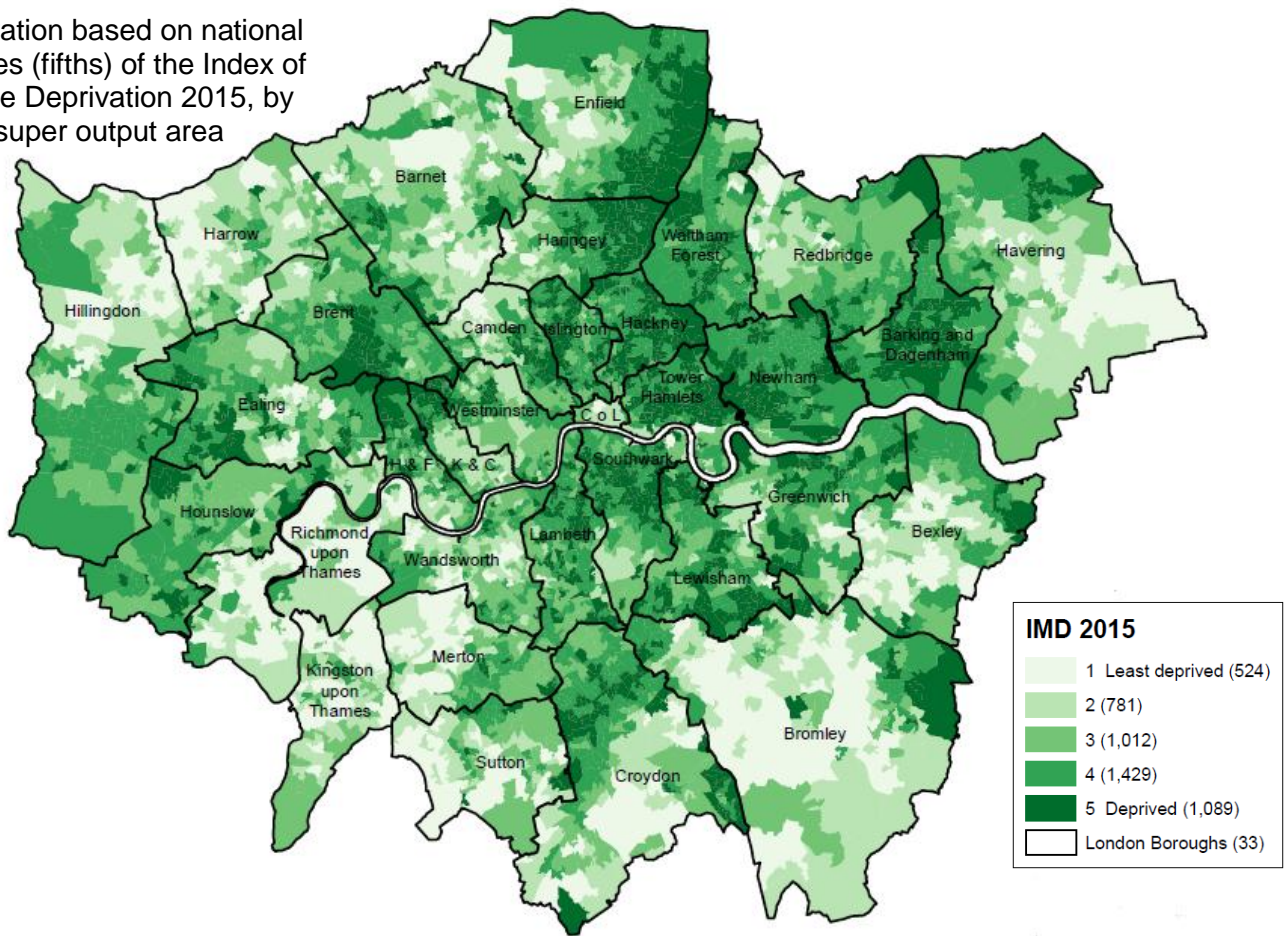 ation based on national
es (fifths) of the Index of
e Deprivation 2015, by
super output area
Enfield
Barnet
Harrow
Haringey
Waltham
Forest
Redbridge
Havering
Hillingdon
Brent
Camden
Islington
Hackney
Barking and
Dagenham
Ealing
Westminster
Tower
Hamlets
Newham
C o L
H & F
K & C
Southwark
Hounslow
Greenwich
Richmond
upon
Thames
Wandsworth
Lambeth
Bexley
Lewisham
Merton
Kingston
upon
Thames
Sutton
Croydon
Bromley
IMD 2015
1 Least deprived (524)
2 (781)
3 (1,012)
4 (1,429)
5 Deprived (1,089)
London Boroughs (33)